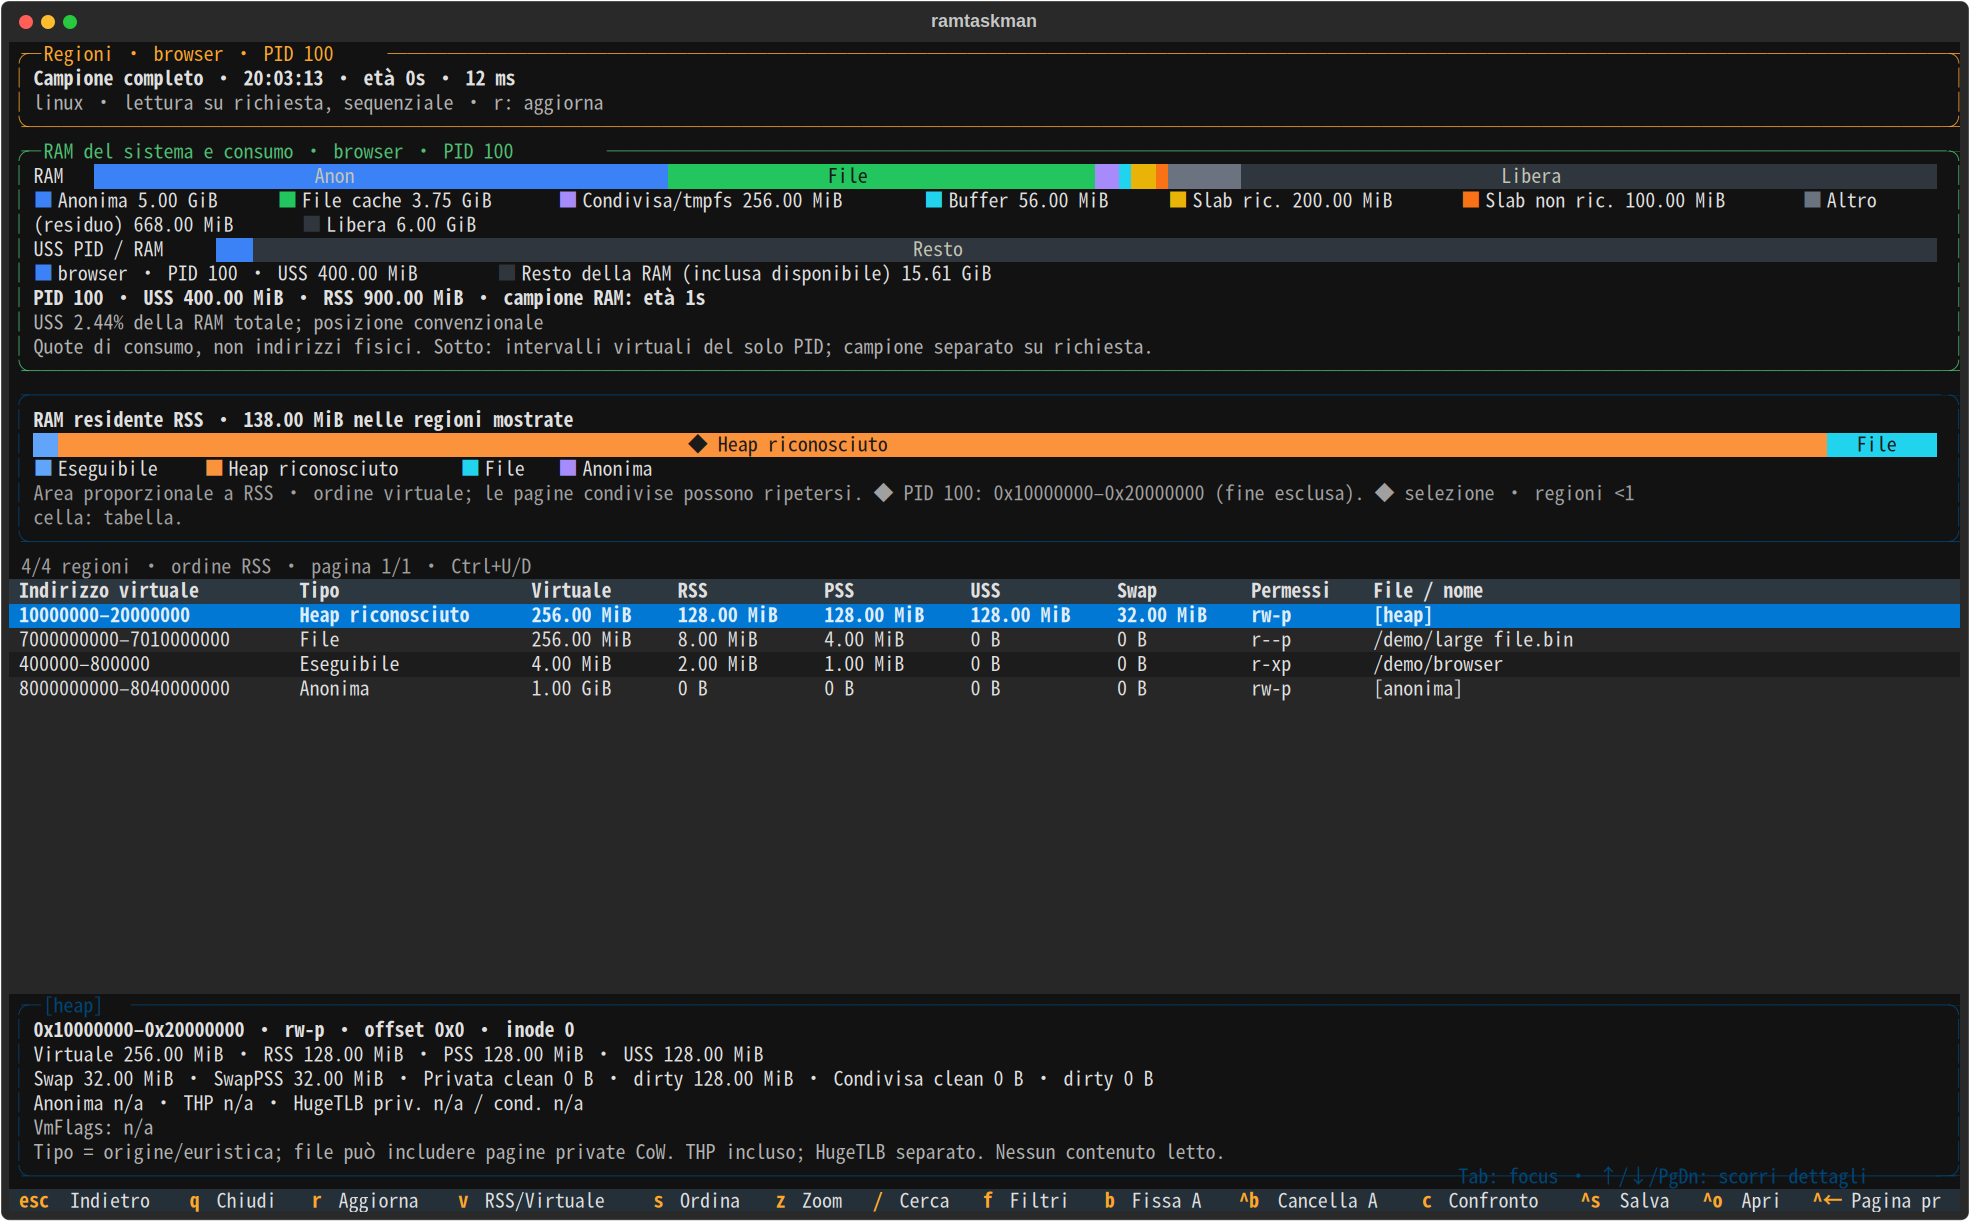 ramtaskman
Regioni • browser • PID 100
Campione completo • 20:03:13 • età 0s • 12 ms
linux • lettura su richiesta, sequenziale • r: aggiorna
RAM del sistema e consumo • browser • PID 100
RAM Anon File Libera
Anonima 5.00 GiB File cache 3.75 GiB Condivisa/tmpfs 256.00 MiB Buffer 56.00 MiB Slab ric. 200.00 MiB Slab non ric. 100.00 MiB Altro
(residuo) 668.00 MiB Libera 6.00 GiB
USS PID / RAM Resto
browser • PID 100 • USS 400.00 MiB Resto della RAM (inclusa disponibile) 15.61 GiB
PID 100 • USS 400.00 MiB • RSS 900.00 MiB • campione RAM: età 1s
USS 2.44% della RAM totale; posizione convenzionale
Quote di consumo, non indirizzi fisici. Sotto: intervalli virtuali del solo PID; campione separato su richiesta.
RAM residente RSS • 138.00 MiB nelle regioni mostrate
◆ Heap riconosciuto File
Eseguibile Heap riconosciuto File Anonima
Area proporzionale a RSS • ordine virtuale; le pagine condivise possono ripetersi. ◆ PID 100: 0x10000000–0x20000000 (fine esclusa). ◆ selezione • regioni <1
cella: tabella.
4/4 regioni • ordine RSS • pagina 1/1 • Ctrl+U/D
Indirizzo virtuale Tipo Virtuale RSS PSS USS Swap Permessi File / nome
10000000–20000000 Heap riconosciuto 256.00 MiB 128.00 MiB 128.00 MiB 128.00 MiB 32.00 MiB rw-p [heap]
7000000000–7010000000 File 256.00 MiB 8.00 MiB 4.00 MiB 0 B 0 B r--p /demo/large file.bin
400000–800000 Eseguibile 4.00 MiB 2.00 MiB 1.00 MiB 0 B 0 B r-xp /demo/browser
8000000000–8040000000 Anonima 1.00 GiB 0 B 0 B 0 B 0 B rw-p [anonima]
[heap]
0x10000000–0x20000000 • rw-p • offset 0x0 • inode 0
Virtuale 256.00 MiB • RSS 128.00 MiB • PSS 128.00 MiB • USS 128.00 MiB
Swap 32.00 MiB • SwapPSS 32.00 MiB • Privata clean 0 B • dirty 128.00 MiB • Condivisa clean 0 B • dirty 0 B
Anonima n/a • THP n/a • HugeTLB priv. n/a / cond. n/a
VmFlags: n/a
Tipo = origine/euristica; file può includere pagine private CoW. THP incluso; HugeTLB separato. Nessun contenuto letto.
Tab: focus • ↑/↓/PgDn: scorri dettagli
esc Indietro q Chiudi r Aggiorna v RSS/Virtuale s Ordina z Zoom / Cerca f Filtri b Fissa A ^b Cancella A c Confronto ^s Salva ^o Apri ^← Pagina pr